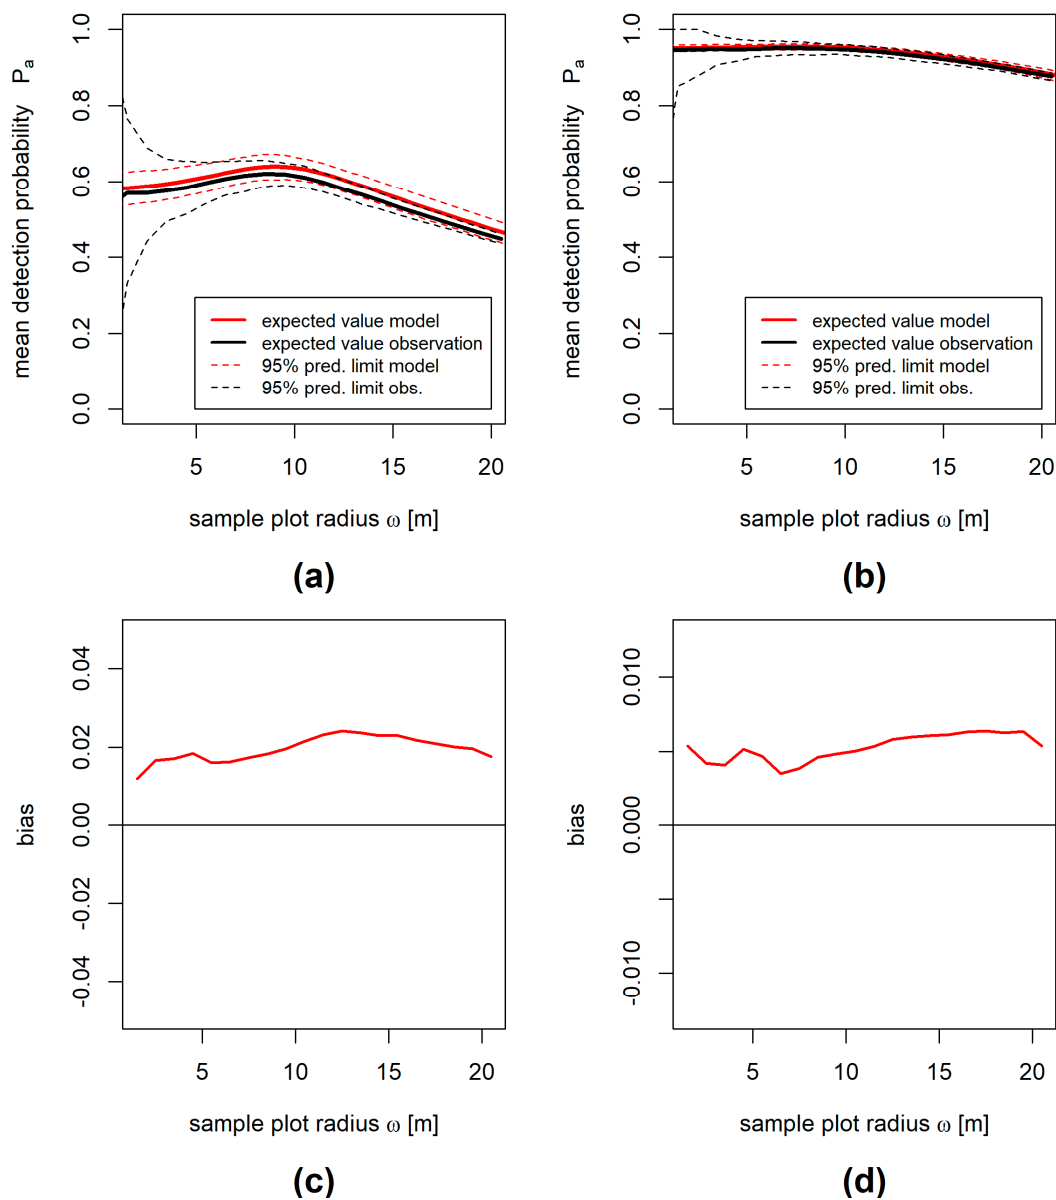 mean detection probability Pₐ
1.0
0.8
0.6
0.4
0.2
0.0
expected value model
expected value observation
95% pred. limit model
95% pred. limit obs.
5 10 15 20
sample plot radius ω [m]
(a)
mean detection probability Pₐ
1.0
0.8
0.6
0.4
0.2
0.0
expected value model
expected value observation
95% pred. limit model
95% pred. limit obs.
5 10 15 20
sample plot radius ω [m]
(b)
bias
0.04
0.02
0.00
-0.02
-0.04
5 10 15 20
sample plot radius ω [m]
(c)
bias
0.010
0.000
-0.010
5 10 15 20
sample plot radius ω [m]
(d)